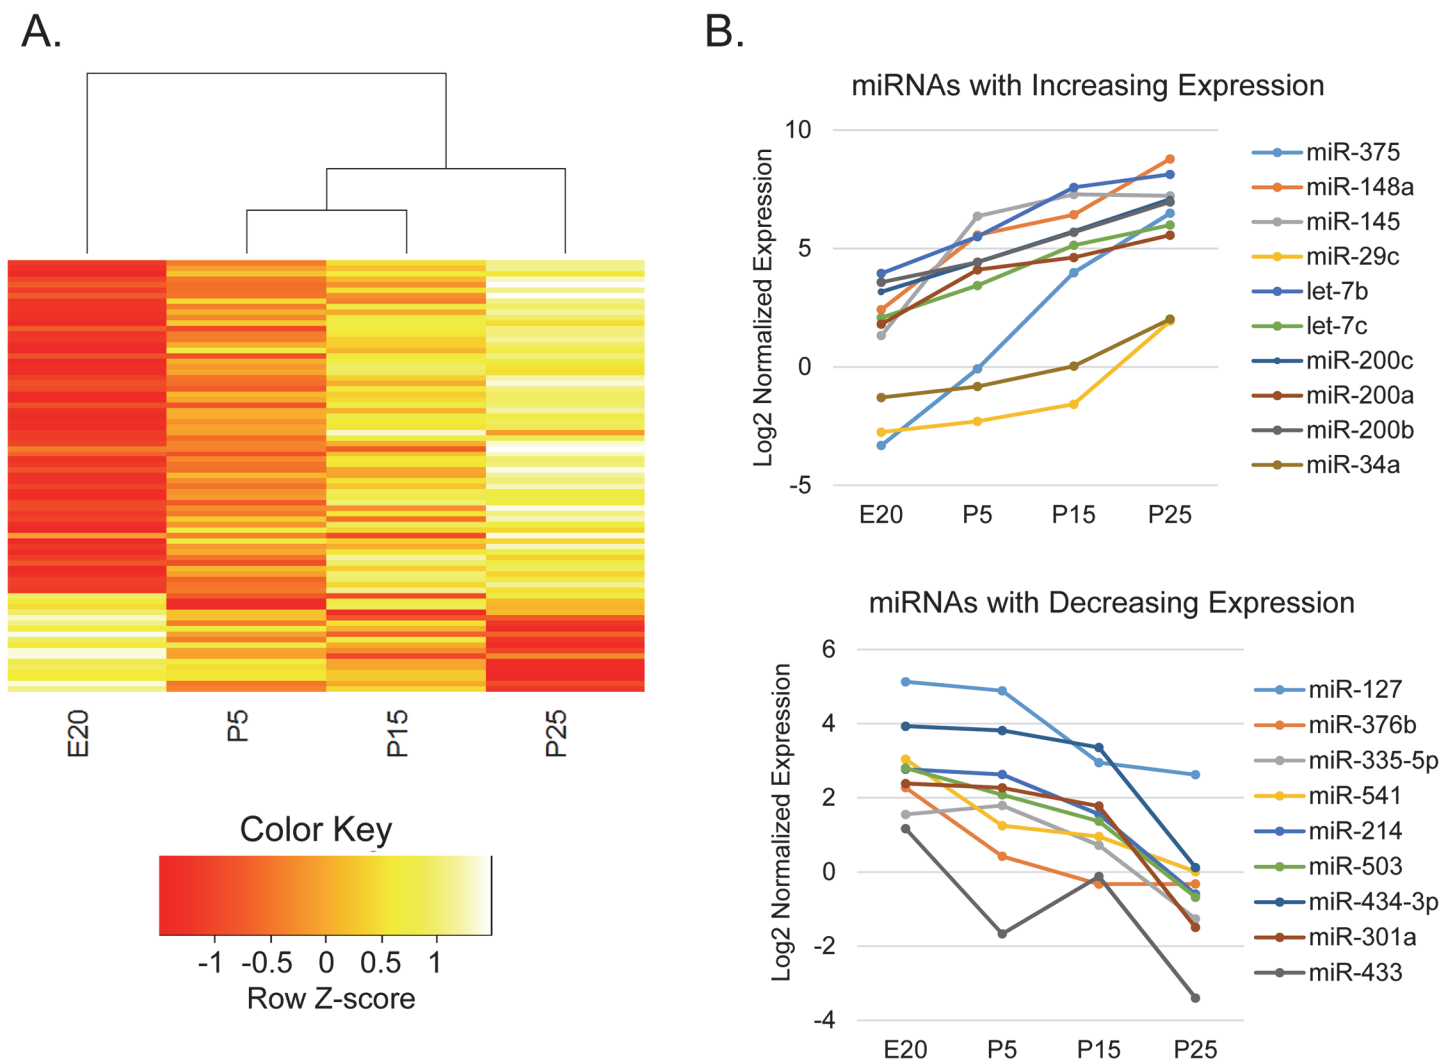 A.
E20
P5
P15
P25
Color Key
-1 -0.5 0 0.5 1
Row Z-score
B.
miRNAs with Increasing Expression
Log2 Normalized Expression
10
5
0
-5
E20 P5 P15 P25
miR-375
miR-148a
miR-145
miR-29c
let-7b
let-7c
miR-200c
miR-200a
miR-200b
miR-34a
miRNAs with Decreasing Expression
Log2 Normalized Expression
6
4
2
0
-2
-4
E20 P5 P15 P25
miR-127
miR-376b
miR-335-5p
miR-541
miR-214
miR-503
miR-434-3p
miR-301a
miR-433